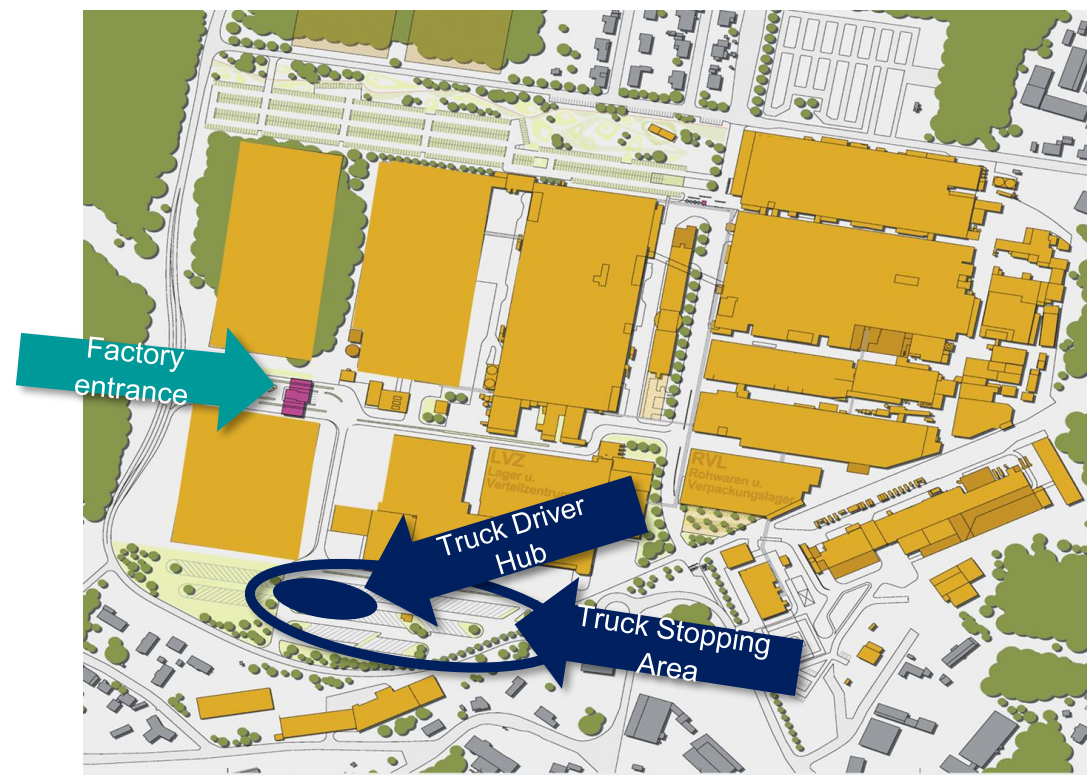 Factory
entrance
LVZ
Lager u.
Verteilzentrum
RVL
Rohwaren u.
Verpackungslager
Truck Driver
Hub
Truck Stopping
Area